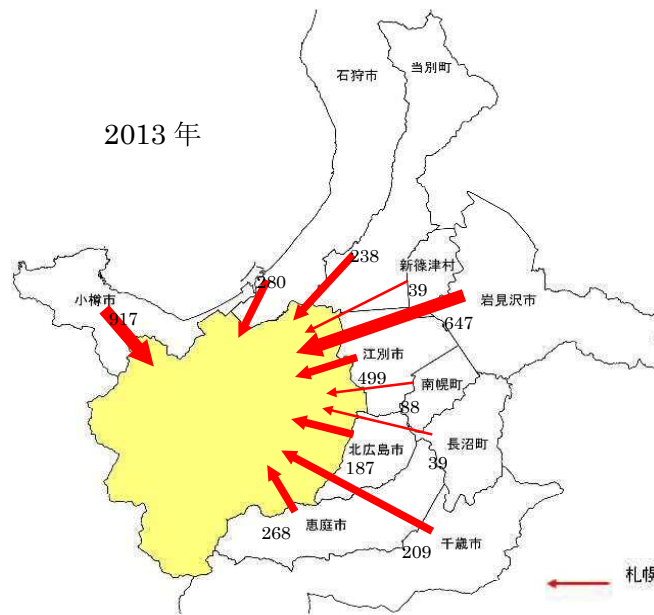 石狩市
当別町
2013 年
238
新篠津村
280
39
小樽市
岩見沢市
917
647
江別市
499
南幌町
88
北広島市
長沼町
187
39
恵庭市
268
千歳市
209
札幌